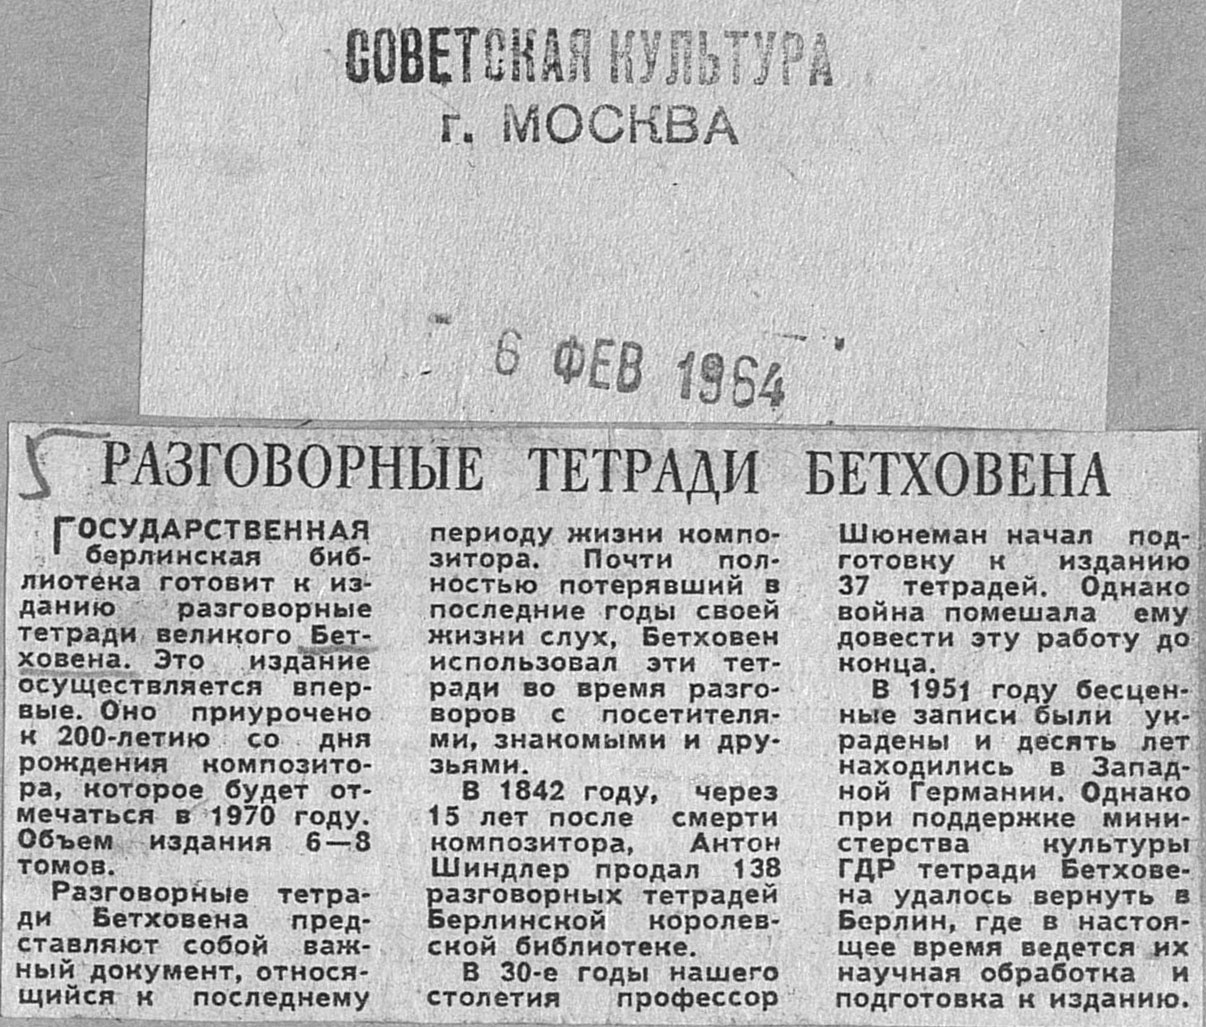 СОВЕТСКАЯ КУЛЬТУРА
г. МОСКВА
6 ФЕВ 1964
РАЗГОВОРНЫЕ ТЕТРАДИ БЕТХОВЕНА
ГОСУДАРСТВЕННАЯ
берлинская биб-
лиотека готовит к из-
данию разговорные
тетради великого Бет-
ховена. Это издание
осуществляется впер-
вые. Оно приурочено
к 200-летию со дня
рождения композито-
ра, которое будет от-
мечаться в 1970 году.
Объем издания 6—8
томов.
Разговорные тетра-
ди Бетховена пред-
ставляют собой важ-
ный документ, относя-
щийся к последнему
периоду жизни компо-
зитора. Почти пол-
ностью потерявший в
последние годы своей
жизни слух, Бетховен
использовал эти тет-
ради во время разго-
воров с посетителя-
ми, знакомыми и дру-
зьями.
В 1842 году, через
15 лет после смерти
композитора, Антон
Шиндлер продал 138
разговорных тетрадей
Берлинской королев-
ской библиотеке.
В 30-е годы нашего
столетия профессор
Шюнеман начал под-
готовку к изданию
37 тетрадей. Однако
война помешала ему
довести эту работу до
конца.
В 1951 году бесцен-
ные записи были ук-
радены и десять лет
находились в Запад-
ной Германии. Однако
при поддержке мини-
стерства культуры
ГДР тетради Бетхове-
на удалось вернуть в
Берлин, где в настоя-
щее время ведется их
научная обработка и
подготовка к изданию.